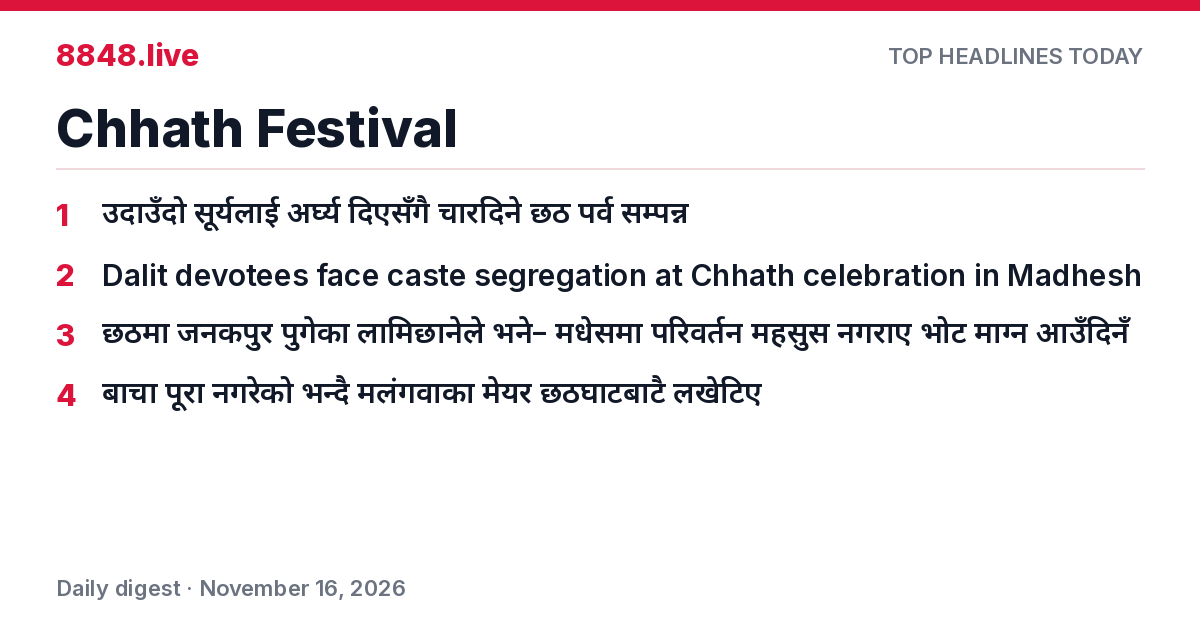 8848.live
TOP HEADLINES TODAY
Chhath Festival
1 उदाउँदो सूर्यलाई अर्घ्य दिएसँगै चारदिने छठ पर्व सम्पन्न
2 Dalit devotees face caste segregation at Chhath celebration in Madhesh
3 छठमा जनकपुर पुगेका लामिछानेले भने– मधेसमा परिवर्तन महसुस नगराए भोट माग्न आउँदिनँ
4 बाचा पूरा नगरेको भन्दै मलंगवाका मेयर छठघाटबाटै लखेटिए
Daily digest · November 16, 2026